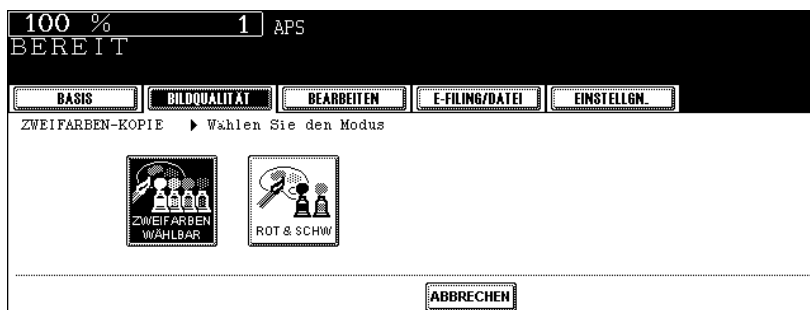 100 % 1 APS
BEREIT
BASIS BILDQUALITÄT BEARBEITEN E-FILING/DATEI EINSTELLGN.
ZWEIFARBEN-KOPIE ▶ Wählen Sie den Modus
ZWEIFARBEN
WÄHLBAR
ROT & SCHW
ABBRECHEN